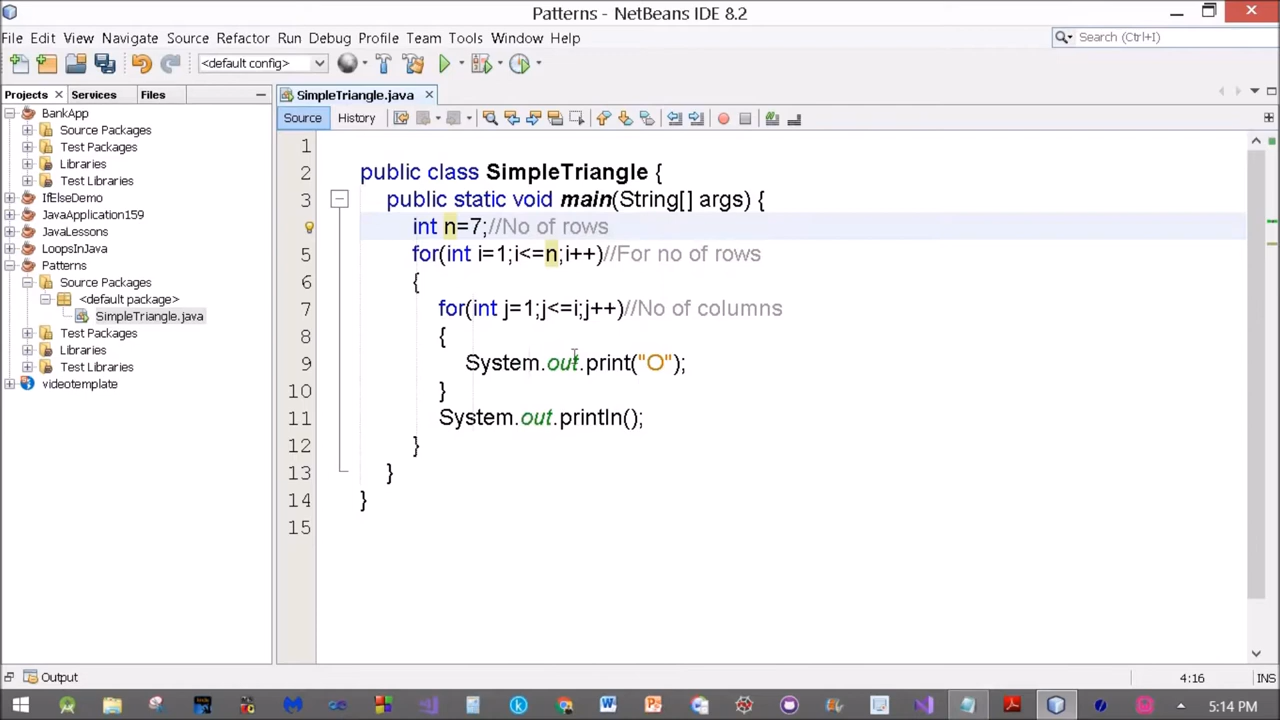 Patterns - NetBeans IDE 8.2
File Edit View Navigate Source Refactor Run Debug Profile Team Tools Window Help
Search (Ctrl+I)
<default config>
Projects Services Files
SimpleTriangle.java
Source History
BankApp
Source Packages
Test Packages
Libraries
Test Libraries
IfElseDemo
JavaApplication159
JavaLessons
LoopsInJava
Patterns
Source Packages
<default package>
SimpleTriangle.java
Test Packages
Libraries
Test Libraries
videotemplate
1
2 public class SimpleTriangle {
3 public static void main(String[] args) {
int n=7;//No of rows
5 for(int i=1;i<=n;i++)//For no of rows
6 {
7 for(int j=1;j<=i;j++)//No of columns
8 {
9 System.out.print("O");
10 }
11 System.out.println();
12 }
13 }
14 }
15
Output
4:16 INS
5:14 PM